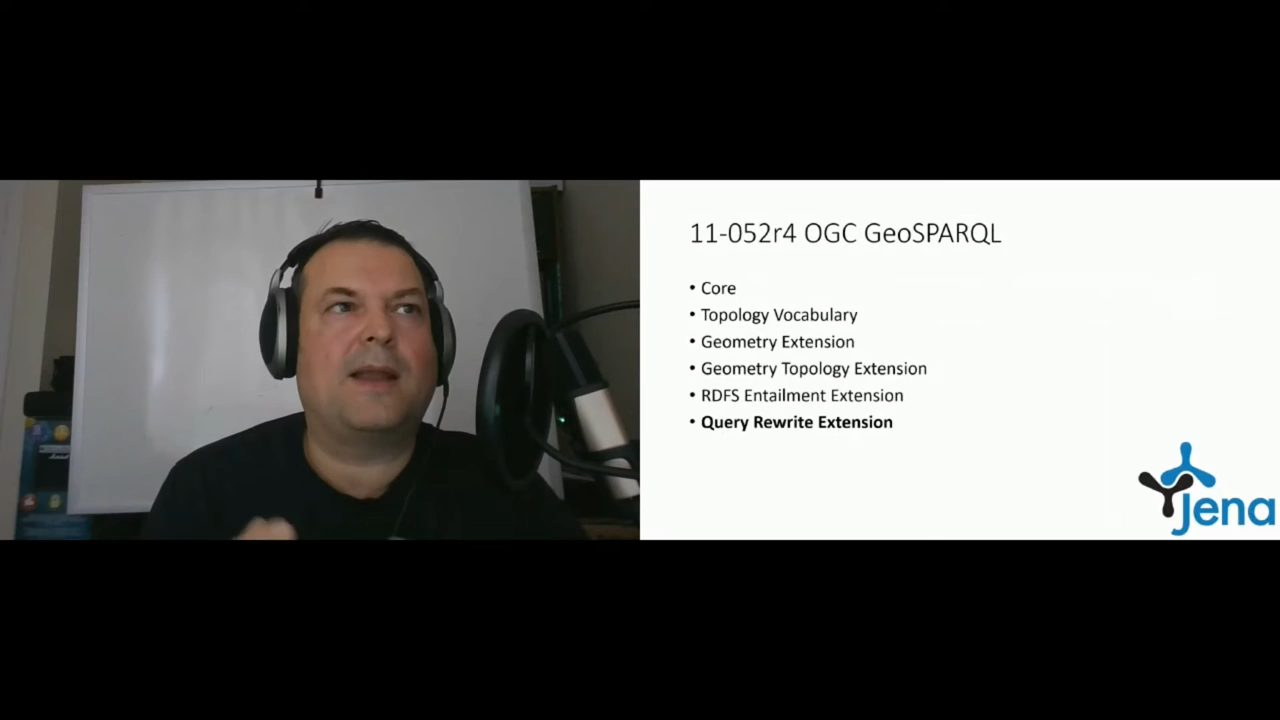 11-052r4 OGC GeoSPARQL
• Core
• Topology Vocabulary
• Geometry Extension
• Geometry Topology Extension
• RDFS Entailment Extension
• Query Rewrite Extension
Jena